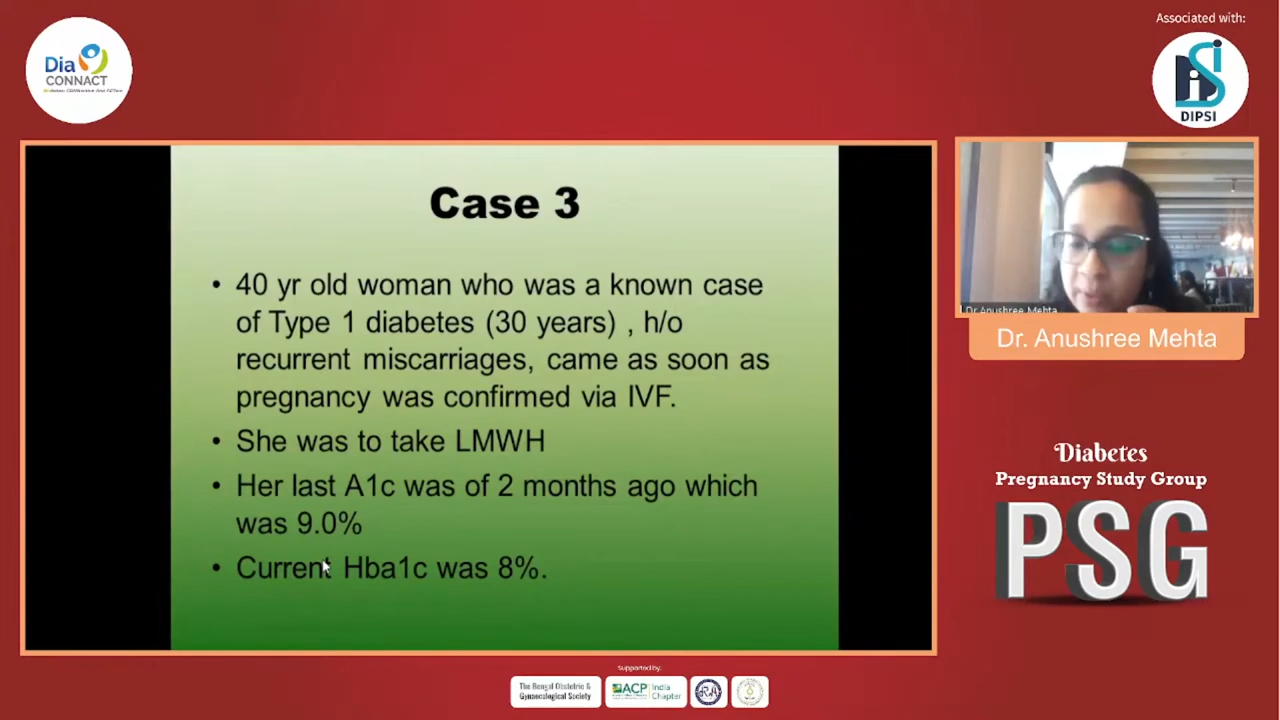 Associated with:
Dia
CONNACT
DIPSI
Case 3
• 40 yr old woman who was a known case
of Type 1 diabetes (30 years) , h/o
recurrent miscarriages, came as soon as
pregnancy was confirmed via IVF.
• She was to take LMWH
• Her last A1c was of 2 months ago which
was 9.0%
• Current Hba1c was 8%.
Dr Anushree Mehta
Dr. Anushree Mehta
Diabetes
Pregnancy Study Group
PSG
Supported by:
The Bengal Obstetric &
Gynaecological Society
ACP India
Chapter